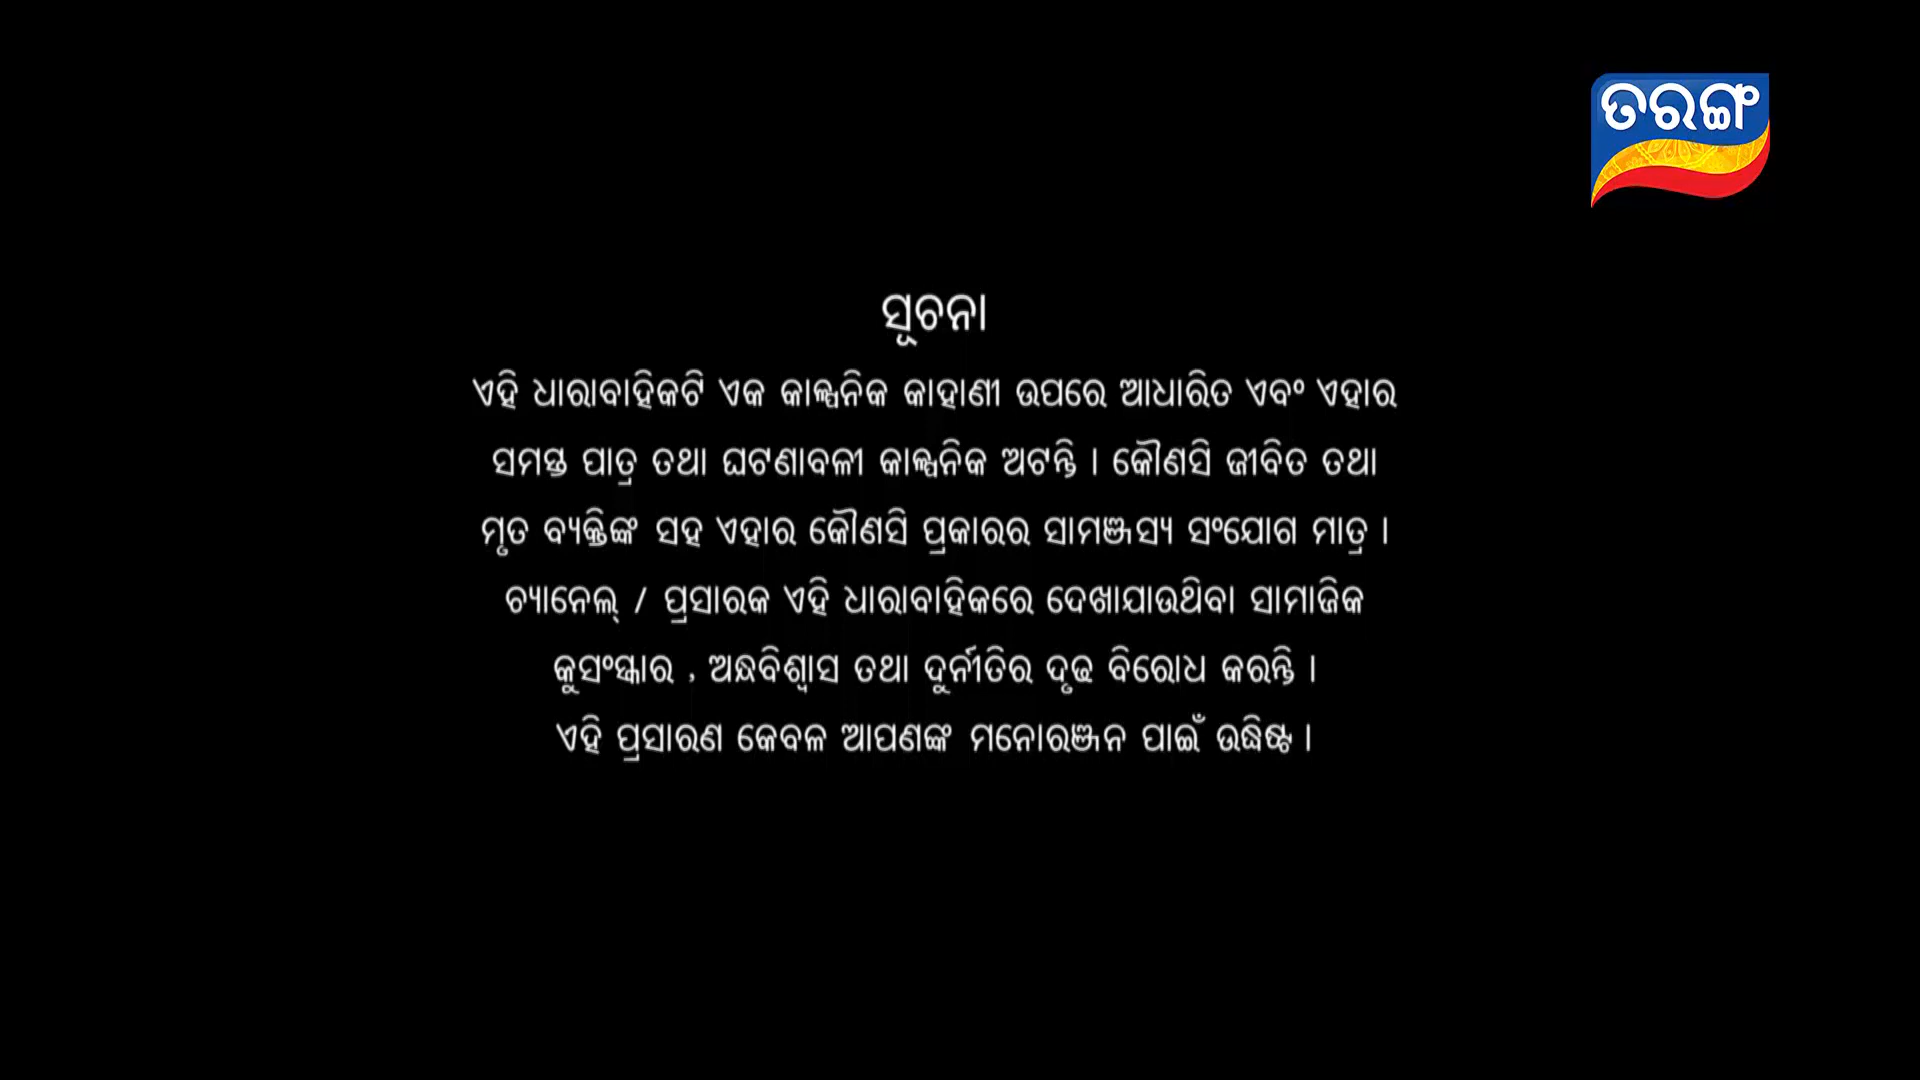 ତରଙ୍ଗ
ସୂଚନା
ଏହି ଧାରାବାହିକଟି ଏକ କାଳ୍ପନିକ କାହାଣୀ ଉପରେ ଆଧାରିତ ଏବଂ ଏହାର
ସମସ୍ତ ପାତ୍ର ତଥା ଘଟଣାବଳୀ କାଳ୍ପନିକ ଅଟନ୍ତି । କୌଣସି ଜୀବିତ ତଥା
ମୃତ ବ୍ୟକ୍ତିଙ୍କ ସହ ଏହାର କୌଣସି ପ୍ରକାରର ସାମଞ୍ଜସ୍ୟ ସଂଯୋଗ ମାତ୍ର ।
ଚ୍ୟାନେଲ୍ / ପ୍ରସାରକ ଏହି ଧାରାବାହିକରେ ଦେଖାଯାଉଥିବା ସାମାଜିକ
କୁସଂସ୍କାର , ଅନ୍ଧବିଶ୍ୱାସ ତଥା ଦୁର୍ନୀତିର ଦୃଢ ବିରୋଧ କରନ୍ତି ।
ଏହି ପ୍ରସାରଣ କେବଳ ଆପଣଙ୍କ ମନୋରଞ୍ଜନ ପାଇଁ ଉଦ୍ଧିଷ୍ଟ ।